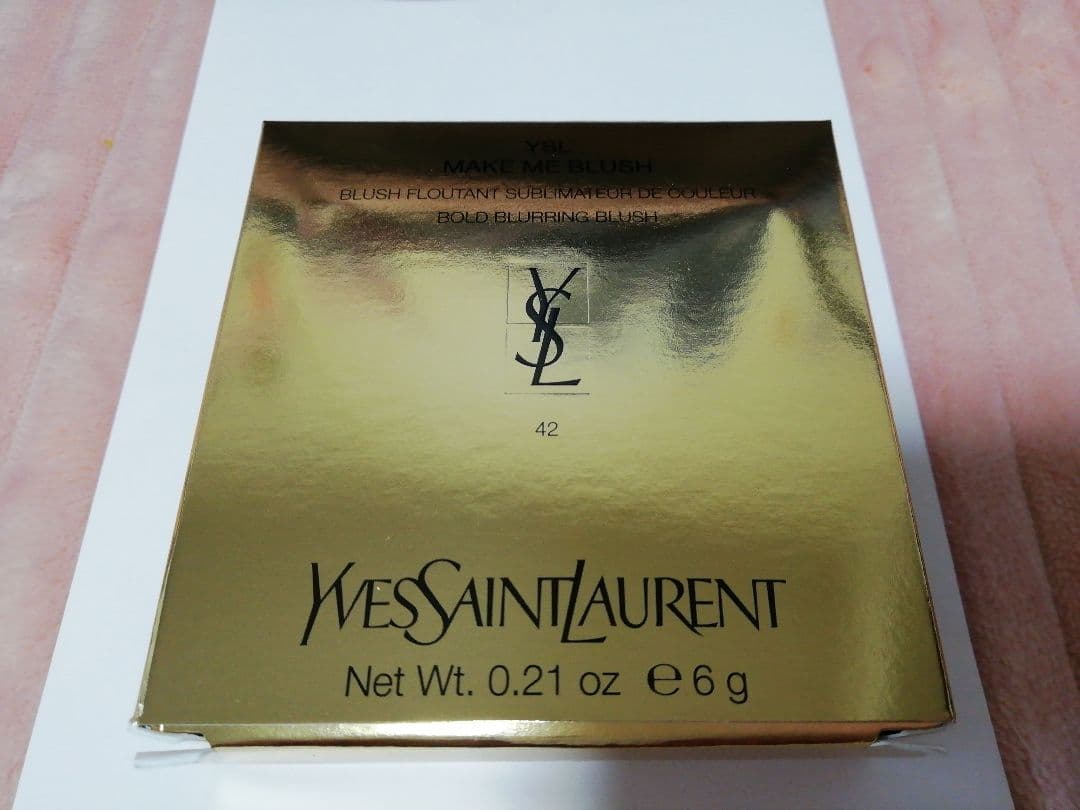 YSL
MAKE ME BLUSH
BLUSH FLOUTANT SUBLIMATEUR DE COULEUR
BOLD BLURRING BLUSH
YSL
42
YVESSAINTLAURENT
Net Wt. 0.21 oz ℮ 6 g